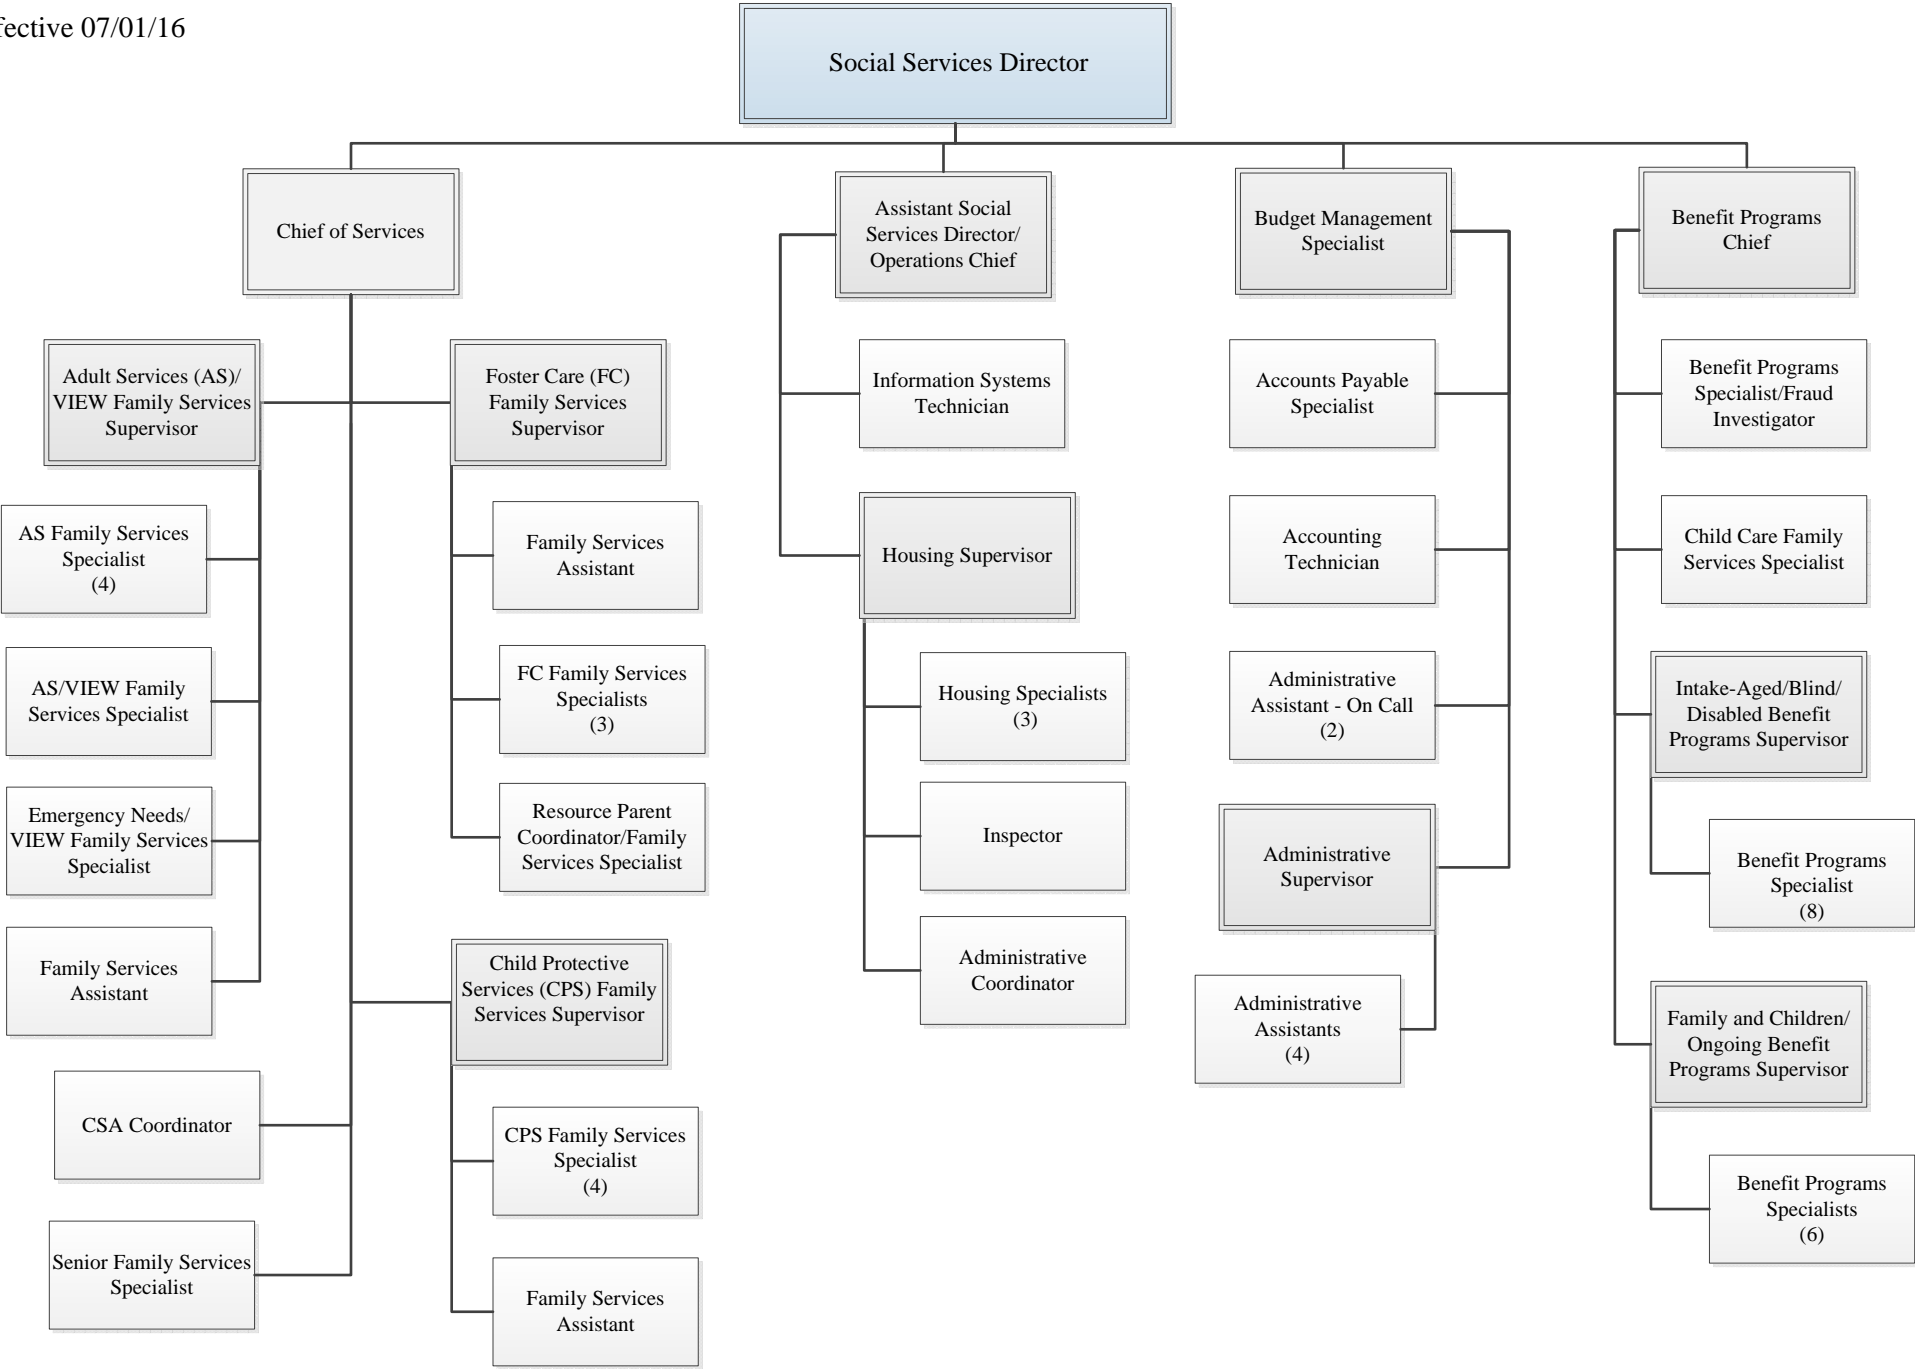 fective 07/01/16
Social Services Director
Chief of Services
Assistant Social
Services Director/
Operations Chief
Budget Management
Specialist
Benefit Programs
Chief
Adult Services (AS)/
VIEW Family Services
Supervisor
AS Family Services
Specialist
(4)
AS/VIEW Family
Services Specialist
Emergency Needs/
VIEW Family Services
Specialist
Family Services
Assistant
CSA Coordinator
Senior Family Services
Specialist
Foster Care (FC)
Family Services
Supervisor
Family Services
Assistant
FC Family Services
Specialists
(3)
Resource Parent
Coordinator/Family
Services Specialist
Child Protective
Services (CPS) Family
Services Supervisor
CPS Family Services
Specialist
(4)
Family Services
Assistant
Information Systems
Technician
Housing Supervisor
Housing Specialists
(3)
Inspector
Administrative
Coordinator
Accounts Payable
Specialist
Accounting
Technician
Administrative
Assistant - On Call
(2)
Administrative
Supervisor
Administrative
Assistants
(4)
Benefit Programs
Specialist/Fraud
Investigator
Child Care Family
Services Specialist
Intake-Aged/Blind/
Disabled Benefit
Programs Supervisor
Benefit Programs
Specialist
(8)
Family and Children/
Ongoing Benefit
Programs Supervisor
Benefit Programs
Specialists
(6)